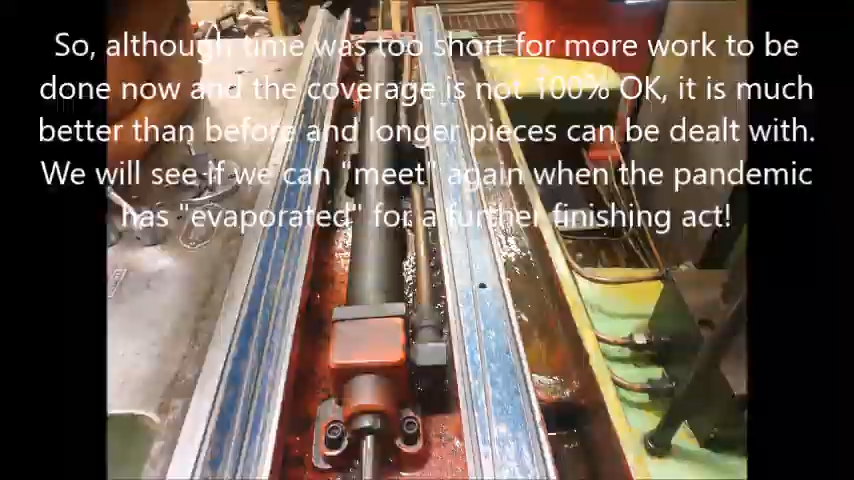 So, although time was too short for more work to be
done now and the coverage is not 100% OK, it is much
better than before and longer pieces can be dealt with.
We will see if we can "meet" again when the pandemic
has "evaporated" for a further finishing act!